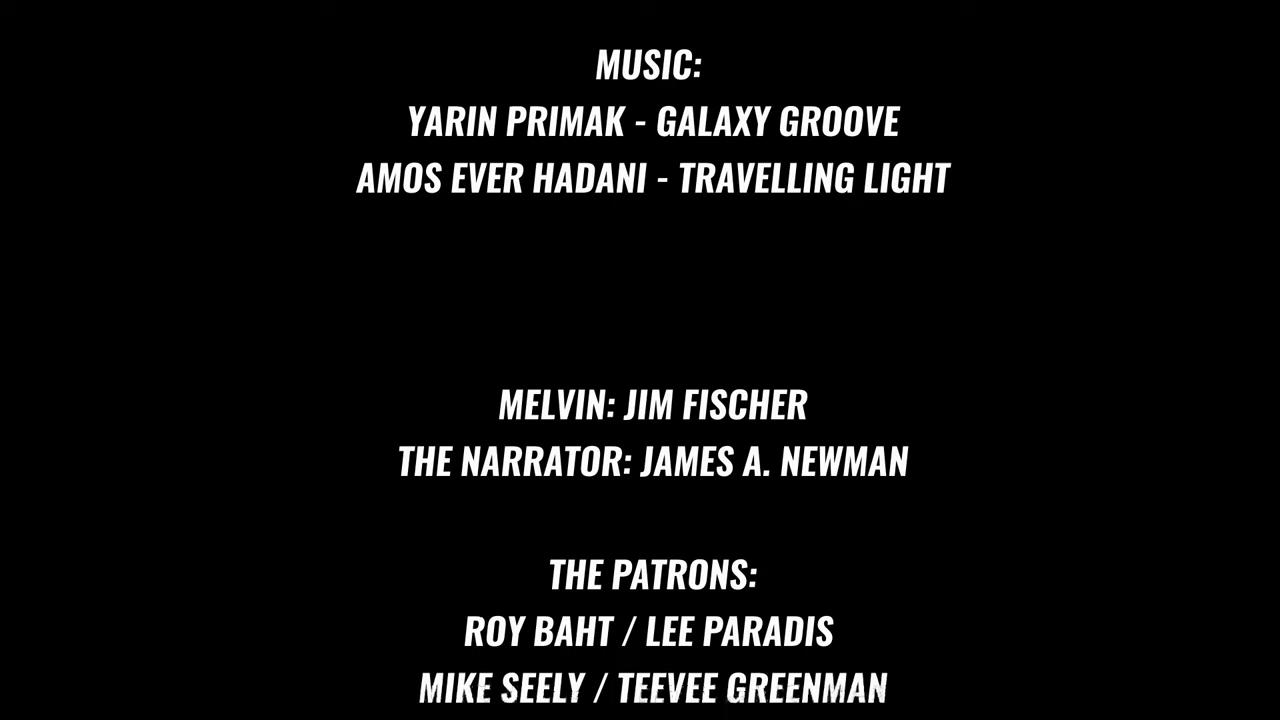 MUSIC:
YARIN PRIMAK - GALAXY GROOVE
AMOS EVER HADANI - TRAVELLING LIGHT
MELVIN: JIM FISCHER
THE NARRATOR: JAMES A. NEWMAN
THE PATRONS:
ROY BAHT / LEE PARADIS
MIKE SEELY / TEEVEE GREENMAN